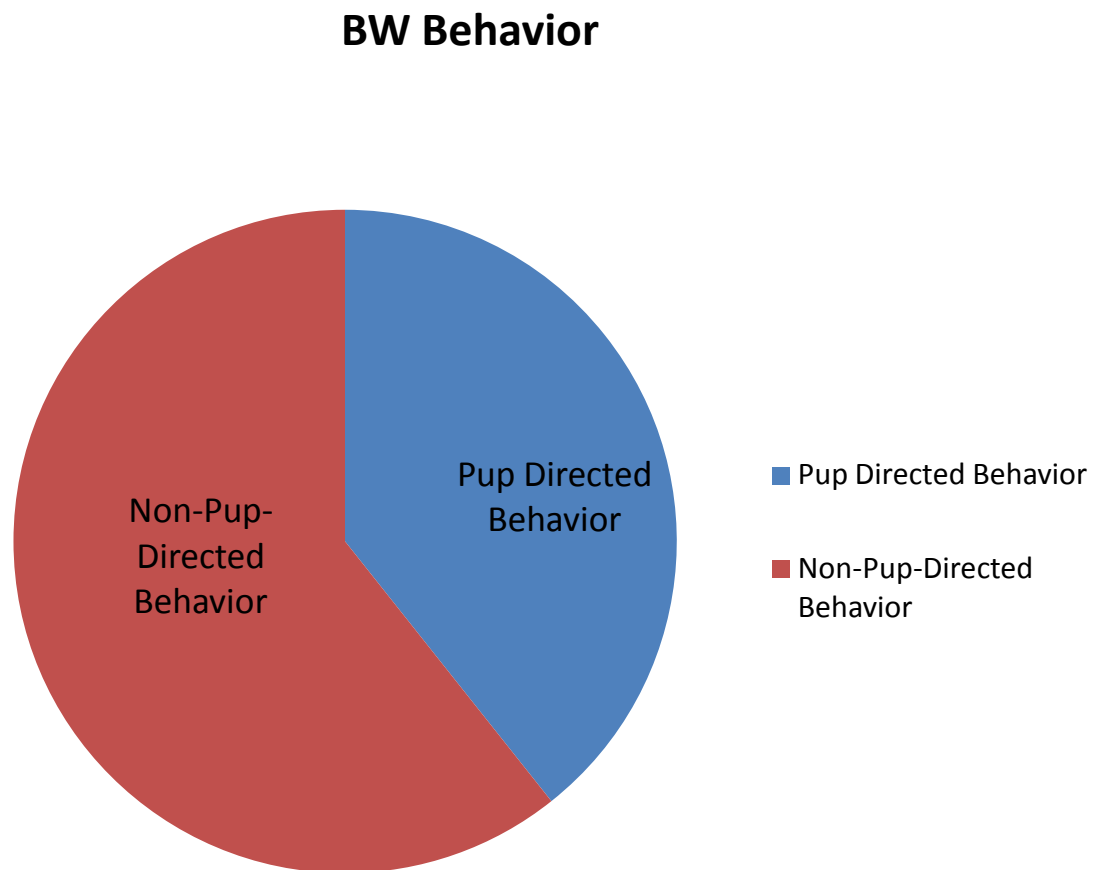 BW Behavior
Pup Directed
Behavior
Non-Pup-
Directed
Behavior
Pup Directed Behavior
Non-Pup-Directed
Behavior